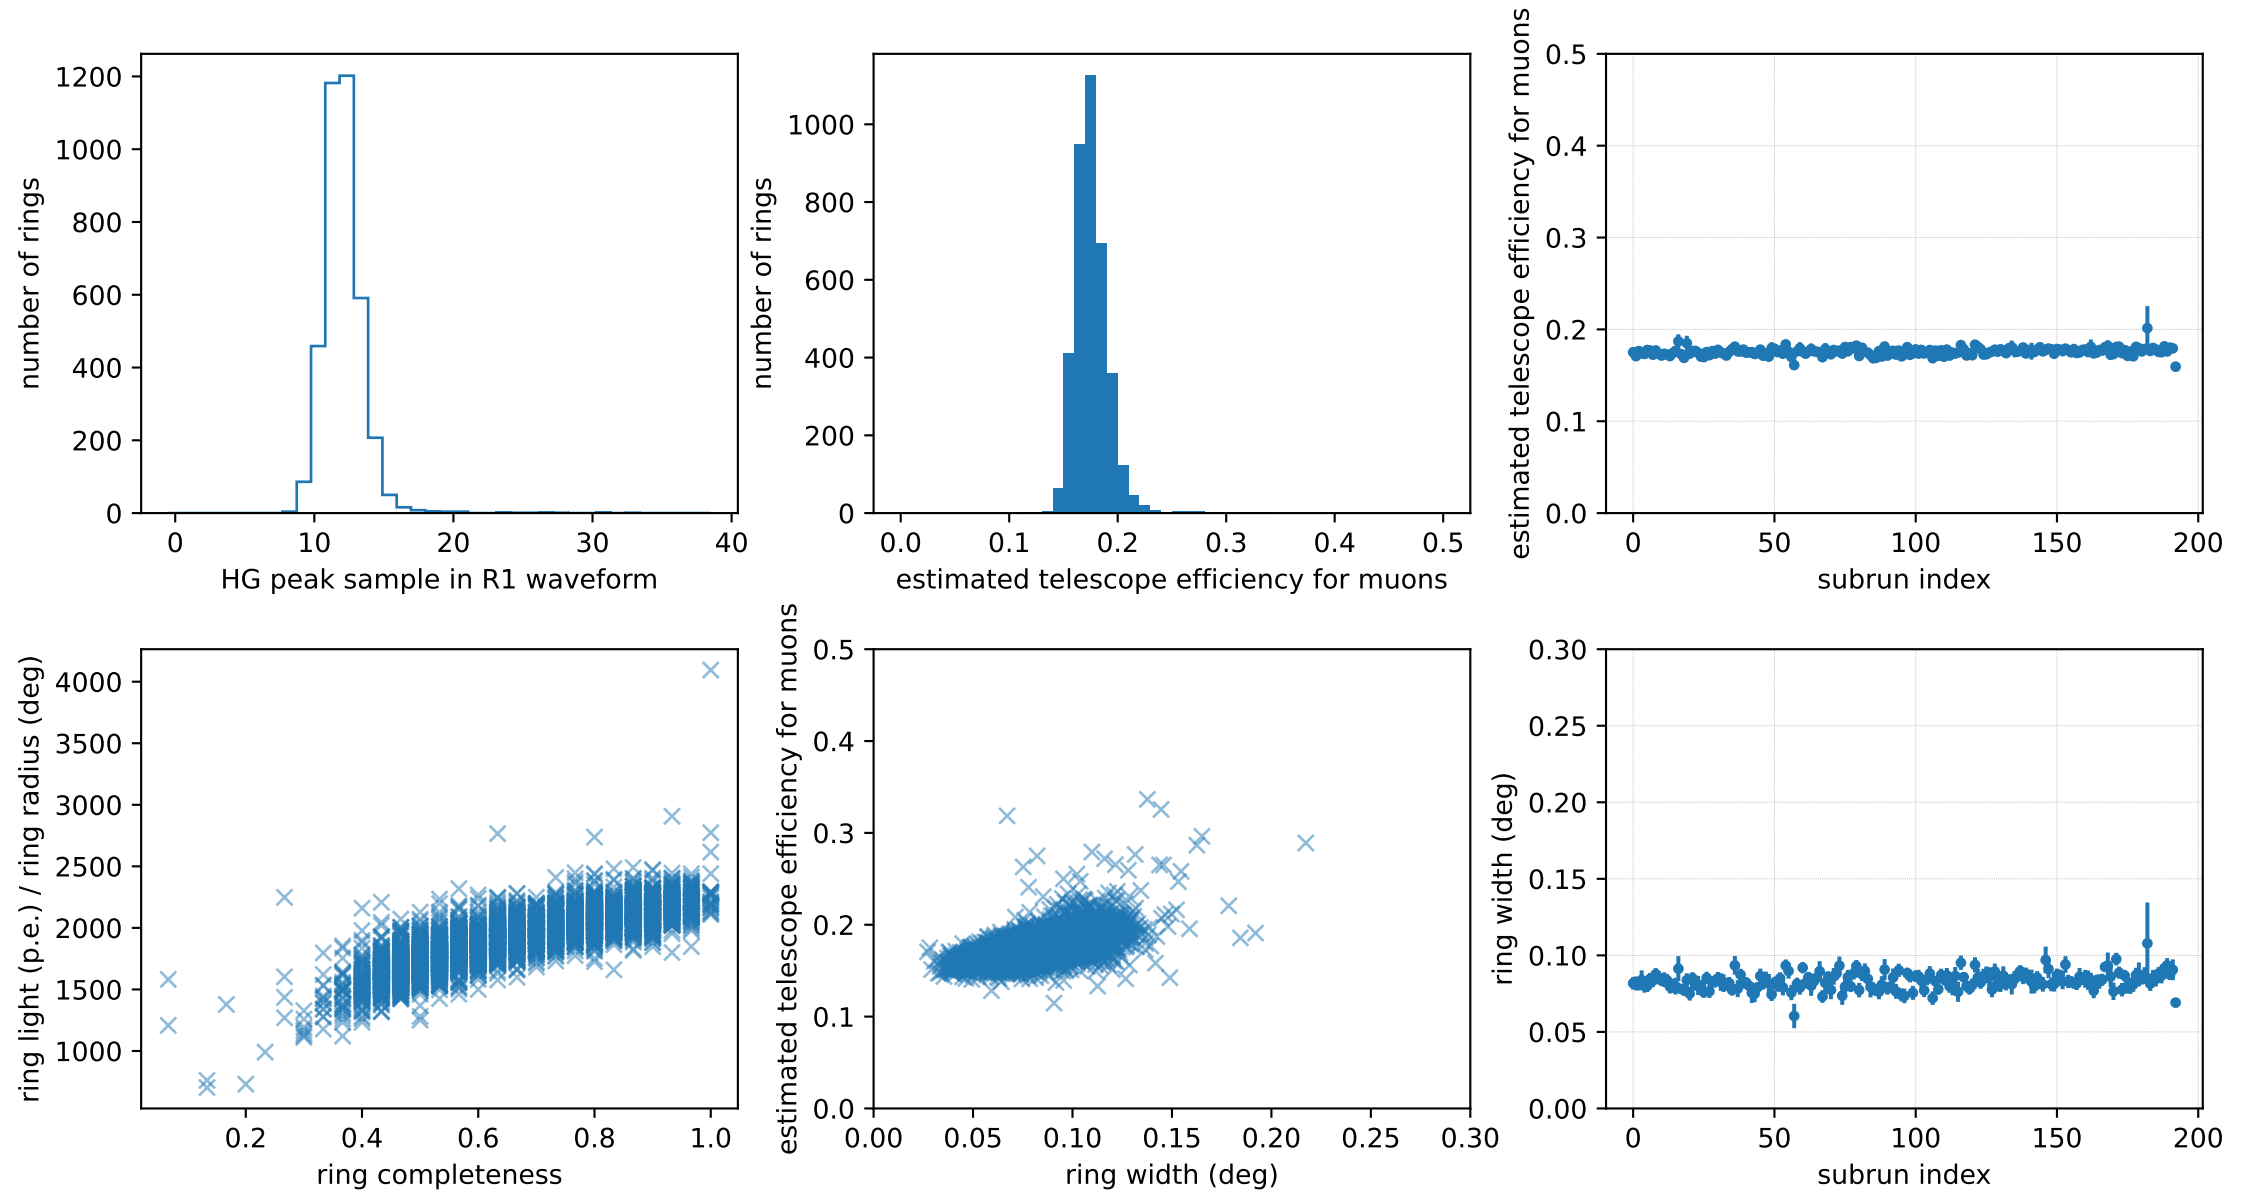 number of rings
1200
1000
800
600
400
200
0
0 10 20 30 40
HG peak sample in R1 waveform
number of rings
1000
800
600
400
200
0
0.0 0.1 0.2 0.3 0.4 0.5
estimated telescope efficiency for muons
estimated telescope efficiency for muons
0.5
0.4
0.3
0.2
0.1
0.0
0 50 100 150 200
subrun index
ring light (p.e.) / ring radius (deg)
4000
3500
3000
2500
2000
1500
1000
0.2 0.4 0.6 0.8 1.0
ring completeness
estimated telescope efficiency for muons
0.5
0.4
0.3
0.2
0.1
0.0
0.00 0.05 0.10 0.15 0.20 0.25 0.30
ring width (deg)
ring width (deg)
0.30
0.25
0.20
0.15
0.10
0.05
0.00
0 50 100 150 200
subrun index